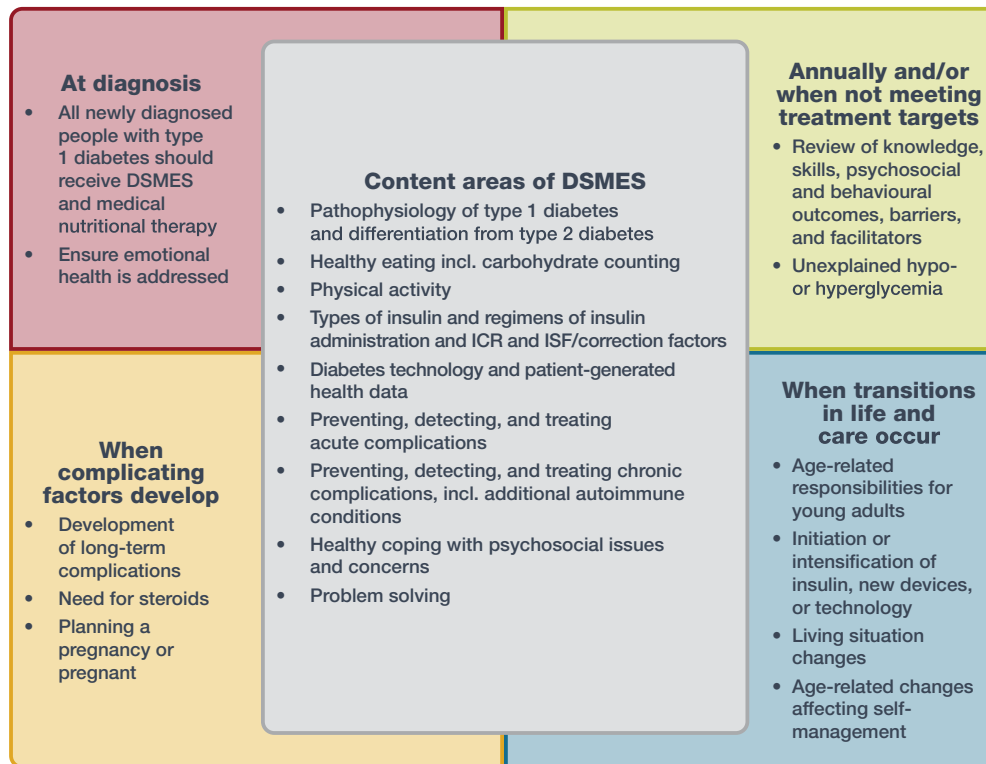 At diagnosis
• All newly diagnosed
people with type
1 diabetes should
receive DSMES
and medical
nutritional therapy
• Ensure emotional
health is addressed
Content areas of DSMES
• Pathophysiology of type 1 diabetes
and differentiation from type 2 diabetes
• Healthy eating incl. carbohydrate counting
• Physical activity
• Types of insulin and regimens of insulin
administration and ICR and ISF/correction factors
• Diabetes technology and patient-generated
health data
• Preventing, detecting, and treating
acute complications
• Preventing, detecting, and treating chronic
complications, incl. additional autoimmune
conditions
• Healthy coping with psychosocial issues
and concerns
• Problem solving
Annually and/or
when not meeting
treatment targets
• Review of knowledge,
skills, psychosocial
and behavioural
outcomes, barriers,
and facilitators
• Unexplained hypo-
or hyperglycemia
When
complicating
factors develop
• Development
of long-term
complications
• Need for steroids
• Planning a
pregnancy or
pregnant
When transitions
in life and
care occur
• Age-related
responsibilities for
young adults
• Initiation or
intensification of
insulin, new devices,
or technology
• Living situation
changes
• Age-related changes
affecting self-
management